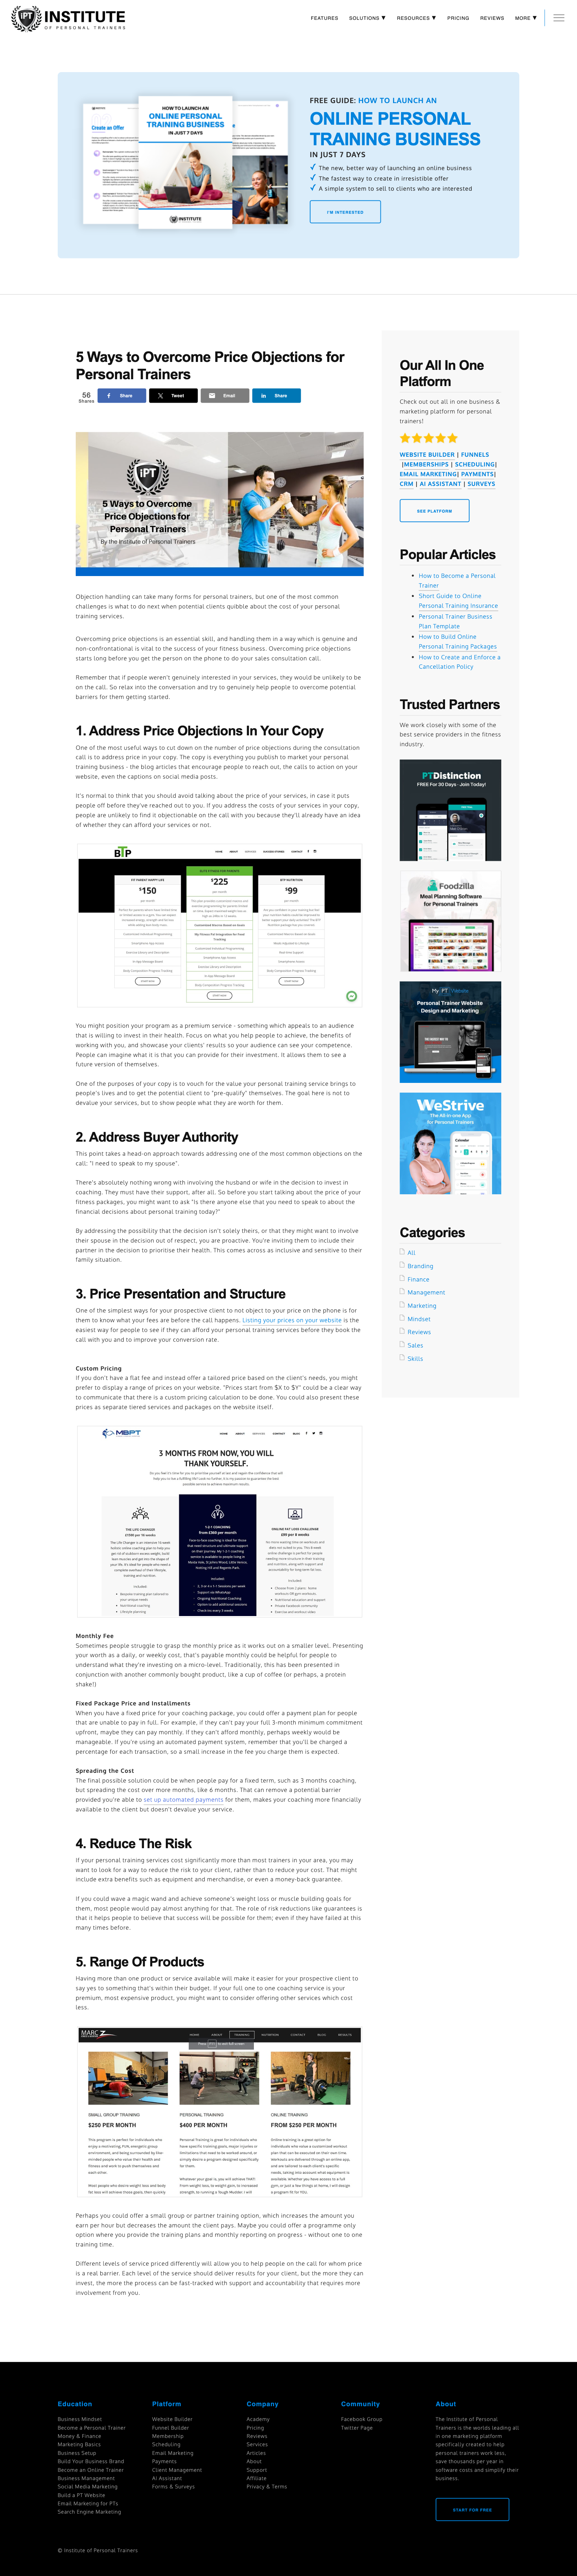 IPT INSTITUTE
OF PERSONAL TRAINERS
FEATURES SOLUTIONS ▼ RESOURCES ▼ PRICING REVIEWS MORE ▼
HOW TO LAUNCH AN
ONLINE PERSONAL
TRAINING BUSINESS
IN JUST 7 DAYS
Create an Offer
INSTITUTE
FREE GUIDE: HOW TO LAUNCH AN
ONLINE PERSONAL
TRAINING BUSINESS
IN JUST 7 DAYS
✓ The new, better way of launching an online business
✓ The fastest way to create in irresistible offer
✓ A simple system to sell to clients who are interested
I'M INTERESTED
5 Ways to Overcome Price Objections for
Personal Trainers
56
Shares
Share
Tweet
Email
Share
IPT
5 Ways to Overcome
Price Objections for
Personal Trainers
By the Institute of Personal Trainers
Objection handling can take many forms for personal trainers, but one of the most common
challenges is what to do next when potential clients quibble about the cost of your personal
training services.
Overcoming price objections is an essential skill, and handling them in a way which is genuine and
non-confrontational is vital to the success of your fitness business. Overcoming price objections
starts long before you get to the end of your sales consultation call.
Remember that if people weren't genuinely interested in your services, they would be unlikely to be
on the call. So relax into the conversation and try to genuinely help people to overcome potential
barriers for them getting started.
1. Address Price Objections In Your Copy
One of the most useful ways to cut down on the number of price objections during the consultation
call is to address price in your copy. The copy is everything you publish to market your personal
training business - the blog articles that encourage people to reach out, the calls to action on your
website, even the captions on social media posts.
It's normal to think that you should avoid talking about the price of your services, in case it puts
people off before they've reached out to you. If you address the costs of your services in your copy,
people are unlikely to find it objectionable on the call with you because they'll already have an idea
of whether they can afford your services or not.
BTP
HOME ABOUT SERVICES SUCCESS STORIES CONTACT
$150
$225
$99
You might position your program as a premium service - something which appeals to an audience
that is willing to invest in their health. Focus on what you help people to achieve, the benefits of
working with you, and showcase your current clients' results so your audience can see your competence.
People can imagine what it is that you can provide for their investment. It allows them to see a
future version of themselves.
One of the purposes of your copy is to vouch for the value your personal training service brings to
people's lives and to get the potential client to "pre-qualify" themselves. The goal here is not to
devalue your services, but to show people what they are worth for them.
2. Address Buyer Authority
This point takes a head-on approach towards addressing one of the most common objections on the
call: "I need to speak to my spouse".
There's absolutely nothing wrong with involving the husband or wife in the decision to invest in
coaching. They must have their support, after all. So before you start talking about the price of your
fitness packages, you might want to ask "Is there anyone else that you need to speak to about the
financial decisions about personal training today?"
By addressing the possibility that the decision isn't solely theirs, or that they might want to involve
their spouse in the decision out of respect, you are proactive. You're inviting them to include their
partner in the decision to prioritise their health. This comes across as inclusive and sensitive to their
family situation.
3. Price Presentation and Structure
One of the simplest ways for your prospective client to not object to your price on the phone is for
them to know what your fees are before the call happens. Listing your prices on your website is the
easiest way for people to see if they can afford your personal training services before they book the
call with you and to improve your conversion rate.
Custom Pricing
If you don't have a flat fee and instead offer a tailored price based on the client's needs, you might
prefer to display a range of prices on your website. "Prices start from $X to $Y" could be a clear way
to communicate that there is a custom pricing calculation to be done. You could also present these
prices as separate tiered services and packages on the website itself.
MBPT
HOME ABOUT SERVICES CONTACT BLOG
3 MONTHS FROM NOW, YOU WILL
THANK YOURSELF.
THE LIFE CHANGER
1-2-1 COACHING
ONLINE FAT LOSS CHALLENGE
Monthly Fee
Sometimes people struggle to grasp the monthly price as it works out on a smaller level. Presenting
your worth as a daily, or weekly cost, that's payable monthly could be helpful for people to
understand what they're investing on a micro-level. Traditionally, this has been presented in
conjunction with another commonly bought product, like a cup of coffee (or perhaps, a protein
shake!)
Fixed Package Price and Installments
When you have a fixed price for your coaching package, you could offer a payment plan for people
that are unable to pay in full. For example, if they can't pay your full 3-month minimum commitment
upfront, maybe they can pay monthly. If they can't afford monthly, perhaps weekly would be
manageable. If you're using an automated payment system, remember that you'll be charged a
percentage for each transaction, so a small increase in the fee you charge them is expected.
Spreading the Cost
The final possible solution could be when people pay for a fixed term, such as 3 months coaching,
but spreading the cost over more months, like 6 months. That can remove a potential barrier
provided you're able to set up automated payments for them, makes your coaching more financially
available to the client but doesn't devalue your service.
4. Reduce The Risk
If your personal training services cost significantly more than most trainers in your area, you may
want to look for a way to reduce the risk to your client, rather than to reduce your cost. That might
include extra benefits such as equipment and merchandise, or even a money-back guarantee.
If you could wave a magic wand and achieve someone's weight loss or muscle building goals for
them, most people would pay almost anything for that. The role of risk reductions like guarantees is
that it helps people to believe that success will be possible for them; even if they have failed at this
many times before.
5. Range Of Products
Having more than one product or service available will make it easier for your prospective client to
say yes to something that's within their budget. If your full one to one coaching service is your
premium, most expensive product, you might want to consider offering other services which cost
less.
MARC Z
HOME ABOUT TRAINING NUTRITION CONTACT BLOG RESULTS
SMALL GROUP TRAINING
$250 PER MONTH
PERSONAL TRAINING
$400 PER MONTH
ONLINE TRAINING
FROM $250 PER MONTH
Perhaps you could offer a small group or partner training option, which increases the amount you
earn per hour but decreases the amount the client pays. Maybe you could offer a programme only
option where you provide the training plans and monthly reporting on progress - without one to one
training time.
Different levels of service priced differently will allow you to help people on the call for whom price
is a real barrier. Each level of the service should deliver results for your client, but the more they can
invest, the more the process can be fast-tracked with support and accountability that requires more
involvement from you.
Our All In One
Platform
Check out out all in one business &
marketing platform for personal
trainers!
WEBSITE BUILDER | FUNNELS
|MEMBERSHIPS | SCHEDULING|
EMAIL MARKETING| PAYMENTS|
CRM | AI ASSISTANT | SURVEYS
SEE PLATFORM
Popular Articles
How to Become a Personal
Trainer
Short Guide to Online
Personal Training Insurance
Personal Trainer Business
Plan Template
How to Build Online
Personal Training Packages
How to Create and Enforce a
Cancellation Policy
Trusted Partners
We work closely with some of the
best service providers in the fitness
industry.
PTDistinction
FREE For 30 Days - Join Today!
Foodzilla
Meal Planning Software
for Personal Trainers
My PT Website
Personal Trainer Website
Design and Marketing
WeStrive
The All-in-One App
for Personal Trainers
Calendar
Categories
All
Branding
Finance
Management
Marketing
Mindset
Reviews
Sales
Skills
Education
Business Mindset
Become a Personal Trainer
Money & Finance
Marketing Basics
Business Setup
Build Your Business Brand
Become an Online Trainer
Business Management
Social Media Marketing
Build a PT Website
Email Marketing for PTs
Search Engine Marketing
Platform
Website Builder
Funnel Builder
Membership
Scheduling
Email Marketing
Payments
Client Management
AI Assistant
Forms & Surveys
Company
Academy
Pricing
Reviews
Services
Articles
About
Support
Affiliate
Privacy & Terms
Community
Facebook Group
Twitter Page
About
The Institute of Personal
Trainers is the worlds leading all
in one marketing platform
specifically created to help
personal trainers work less,
save thousands per year in
software costs and simplify their
business.
START FOR FREE
© Institute of Personal Trainers